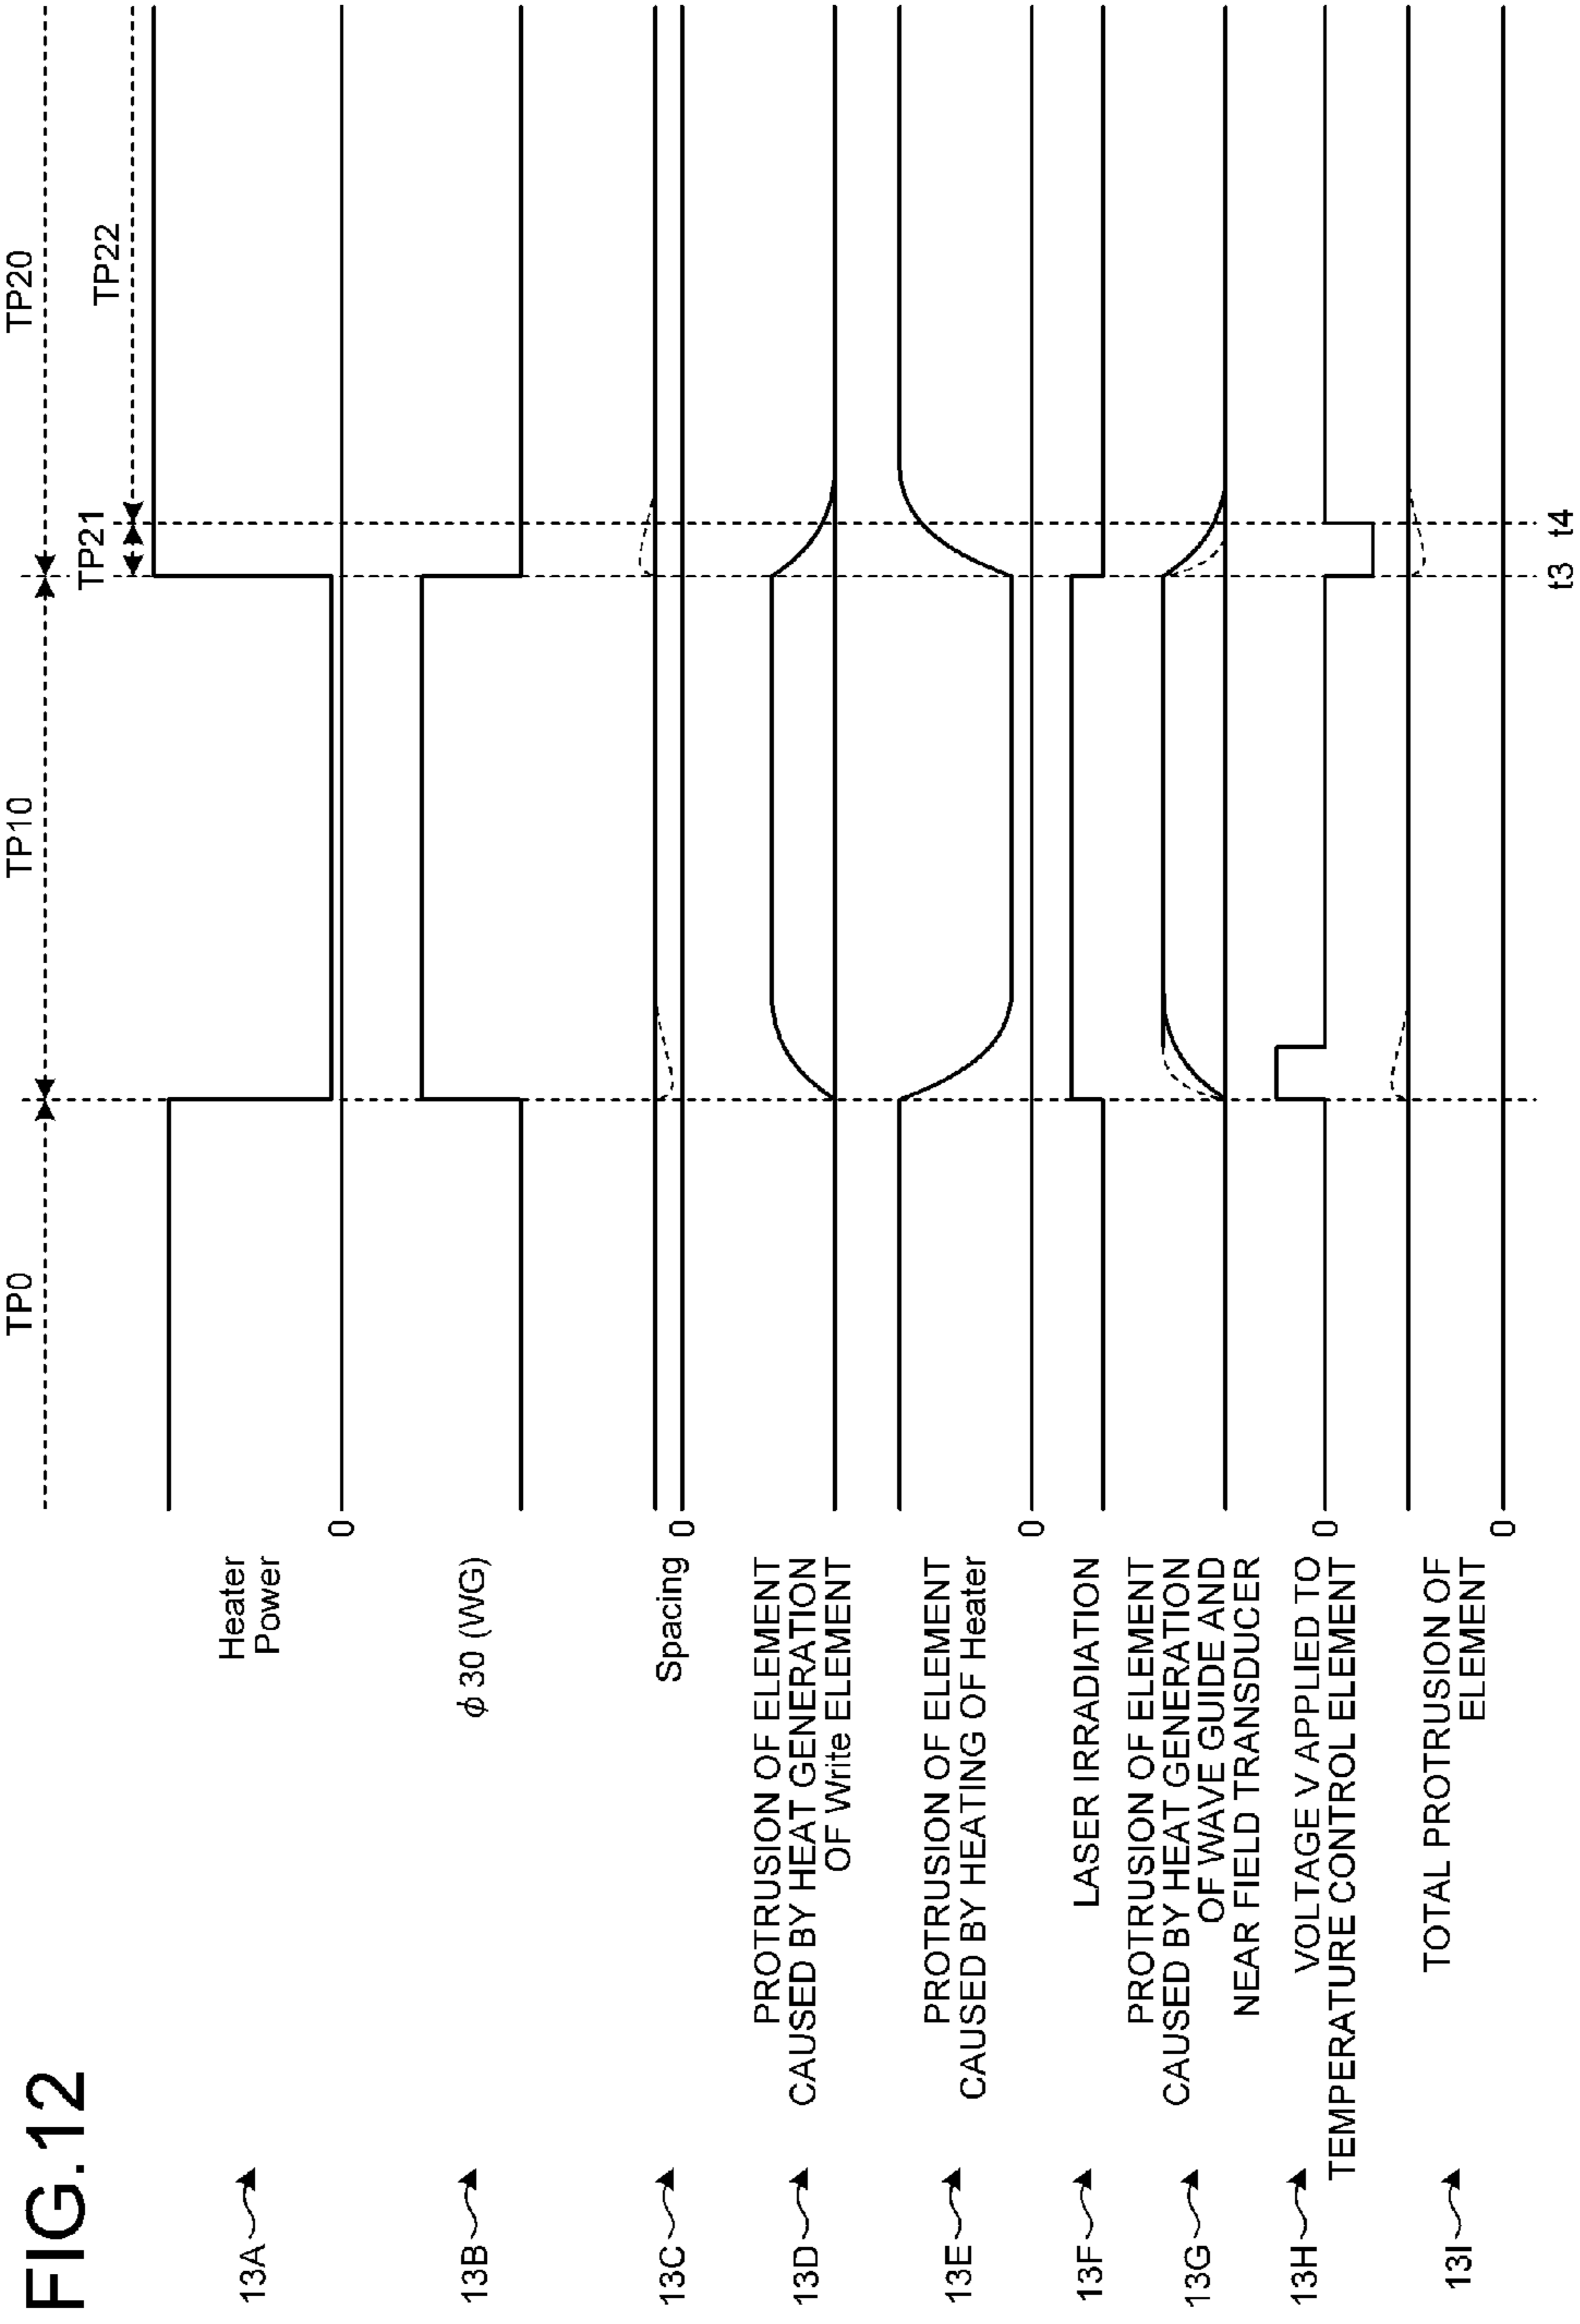 FIG.12
TP0
TP10
TP20
TP21
TP22
13A
Heater
Power
0
13B
ϕ 30 (WG)
13C
Spacing
0
13D
PROTRUSION OF ELEMENT
CAUSED BY HEAT GENERATION
OF Write ELEMENT
13E
PROTRUSION OF ELEMENT
CAUSED BY HEATING OF Heater
0
13F
LASER IRRADIATION
13G
PROTRUSION OF ELEMENT
CAUSED BY HEAT GENERATION
OF WAVE GUIDE AND
NEAR FIELD TRANSDUCER
13H
VOLTAGE V APPLIED TO
TEMPERATURE CONTROL ELEMENT
0
13I
TOTAL PROTRUSION OF
ELEMENT
0
t3 t4